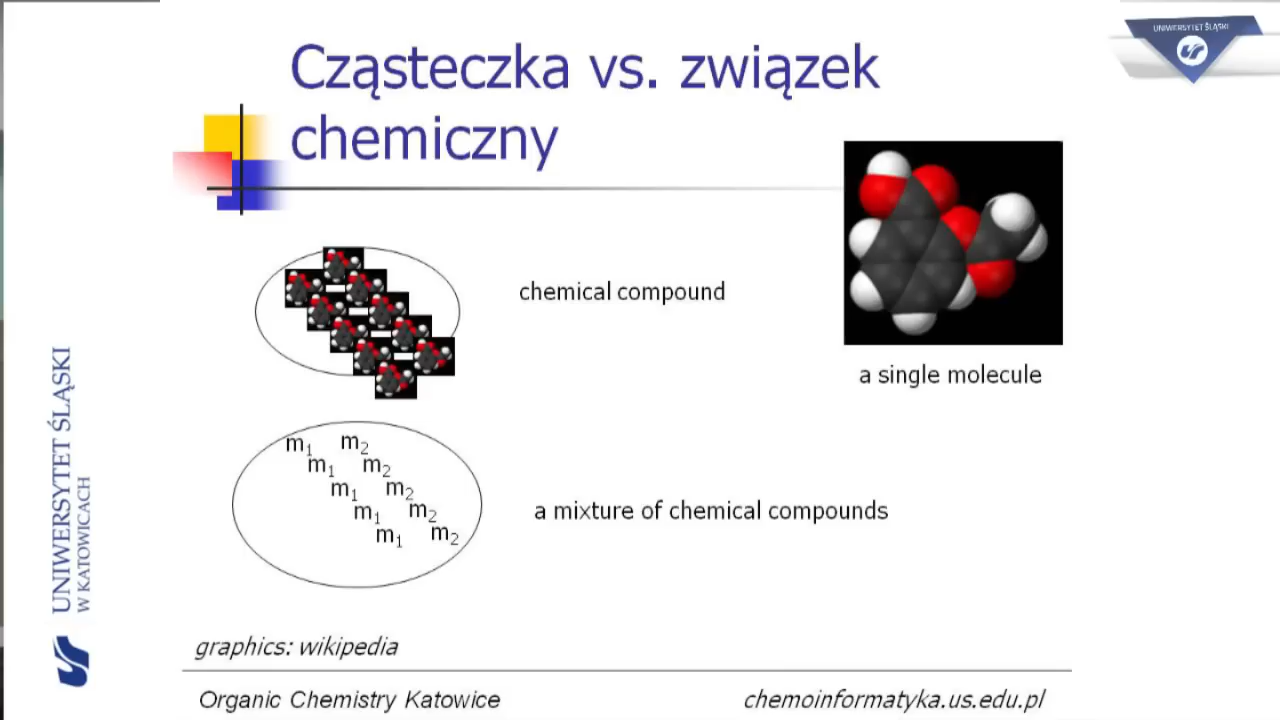 Cząsteczka vs. związek
chemiczny
UNIWERSYTET ŚLĄSKI
chemical compound
a single molecule
m1 m2
m1 m2
m1 m2
m1 m2
m1 m2
a mixture of chemical compounds
UNIWERSYTET ŚLĄSKI
W KATOWICACH
graphics: wikipedia
Organic Chemistry Katowice
chemoinformatyka.us.edu.pl